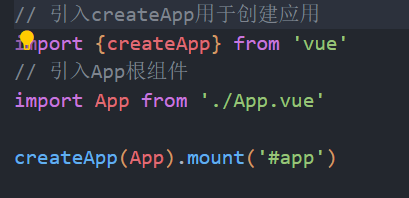 // 引入createApp用于创建应用
import {createApp} from 'vue'
// 引入App根组件
import App from './App.vue'
createApp(App).mount('#app')